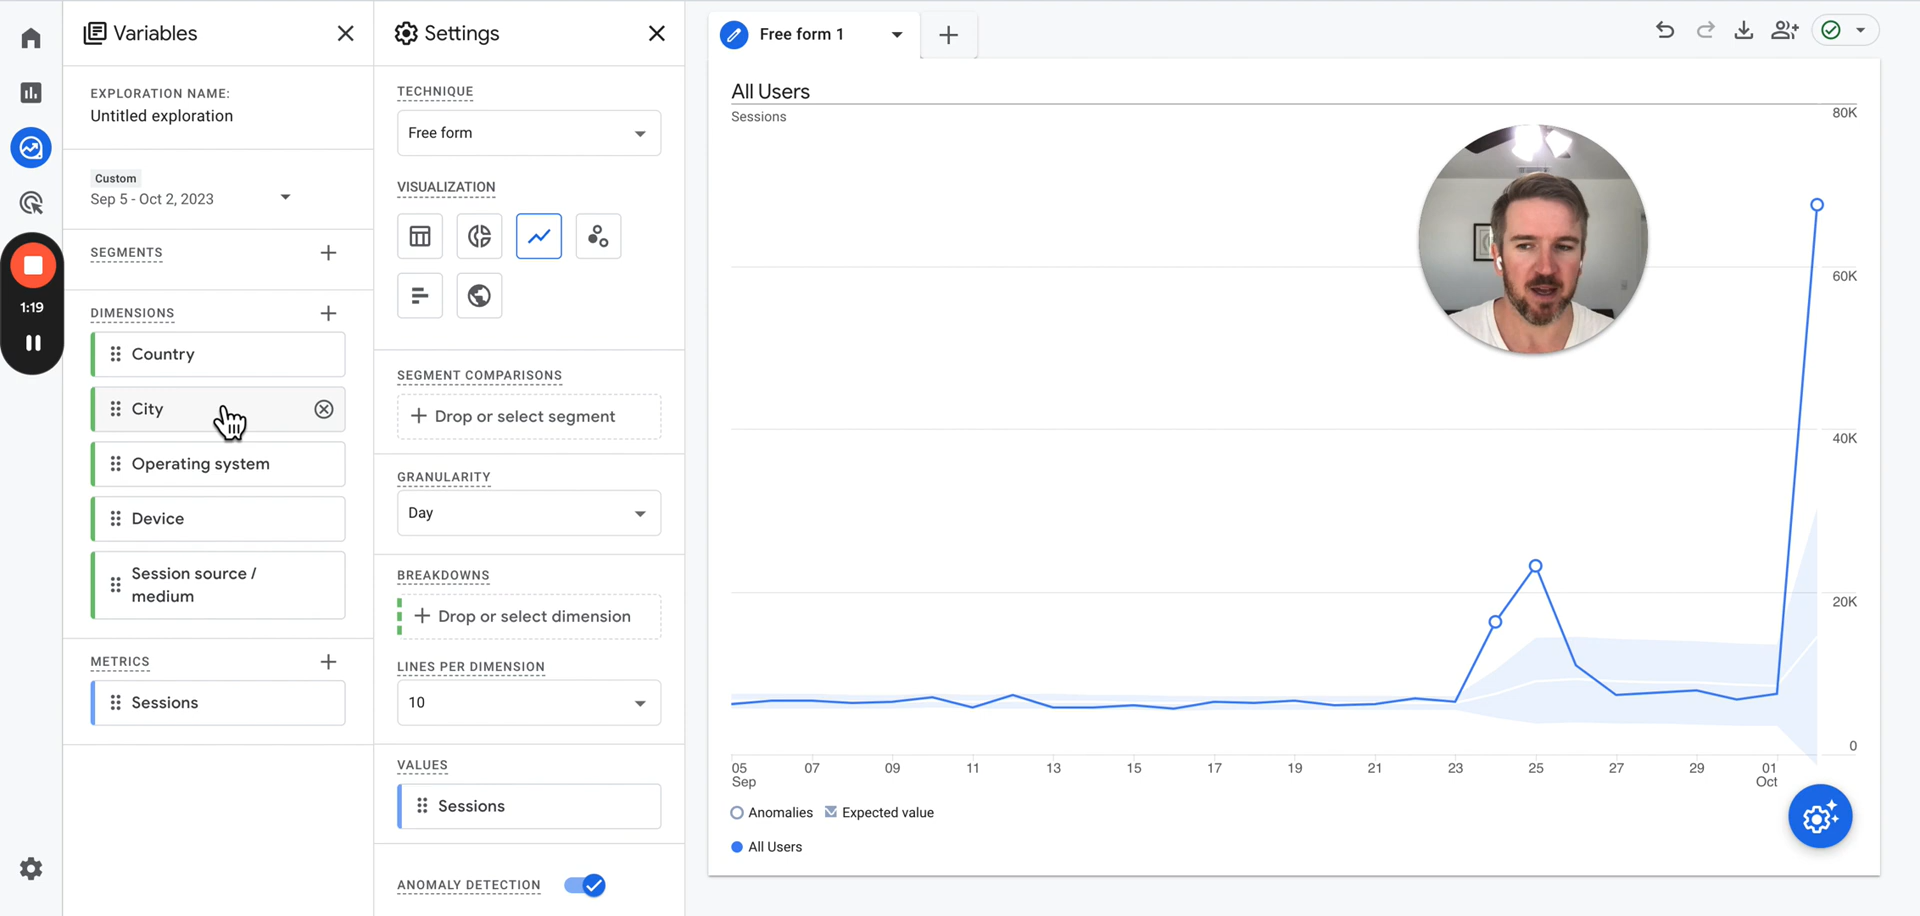 Variables
EXPLORATION NAME:
Untitled exploration
Custom
Sep 5 - Oct 2, 2023
SEGMENTS
DIMENSIONS
Country
City
Operating system
Device
Session source /
medium
METRICS
Sessions
1:19
Settings
TECHNIQUE
Free form
VISUALIZATION
SEGMENT COMPARISONS
Drop or select segment
GRANULARITY
Day
BREAKDOWNS
Drop or select dimension
LINES PER DIMENSION
10
VALUES
Sessions
ANOMALY DETECTION
Free form 1
All Users
Sessions
80K
60K
40K
20K
0
05 07 09 11 13 15 17 19 21 23 25 27 29 01
Sep Oct
Anomalies Expected value
All Users